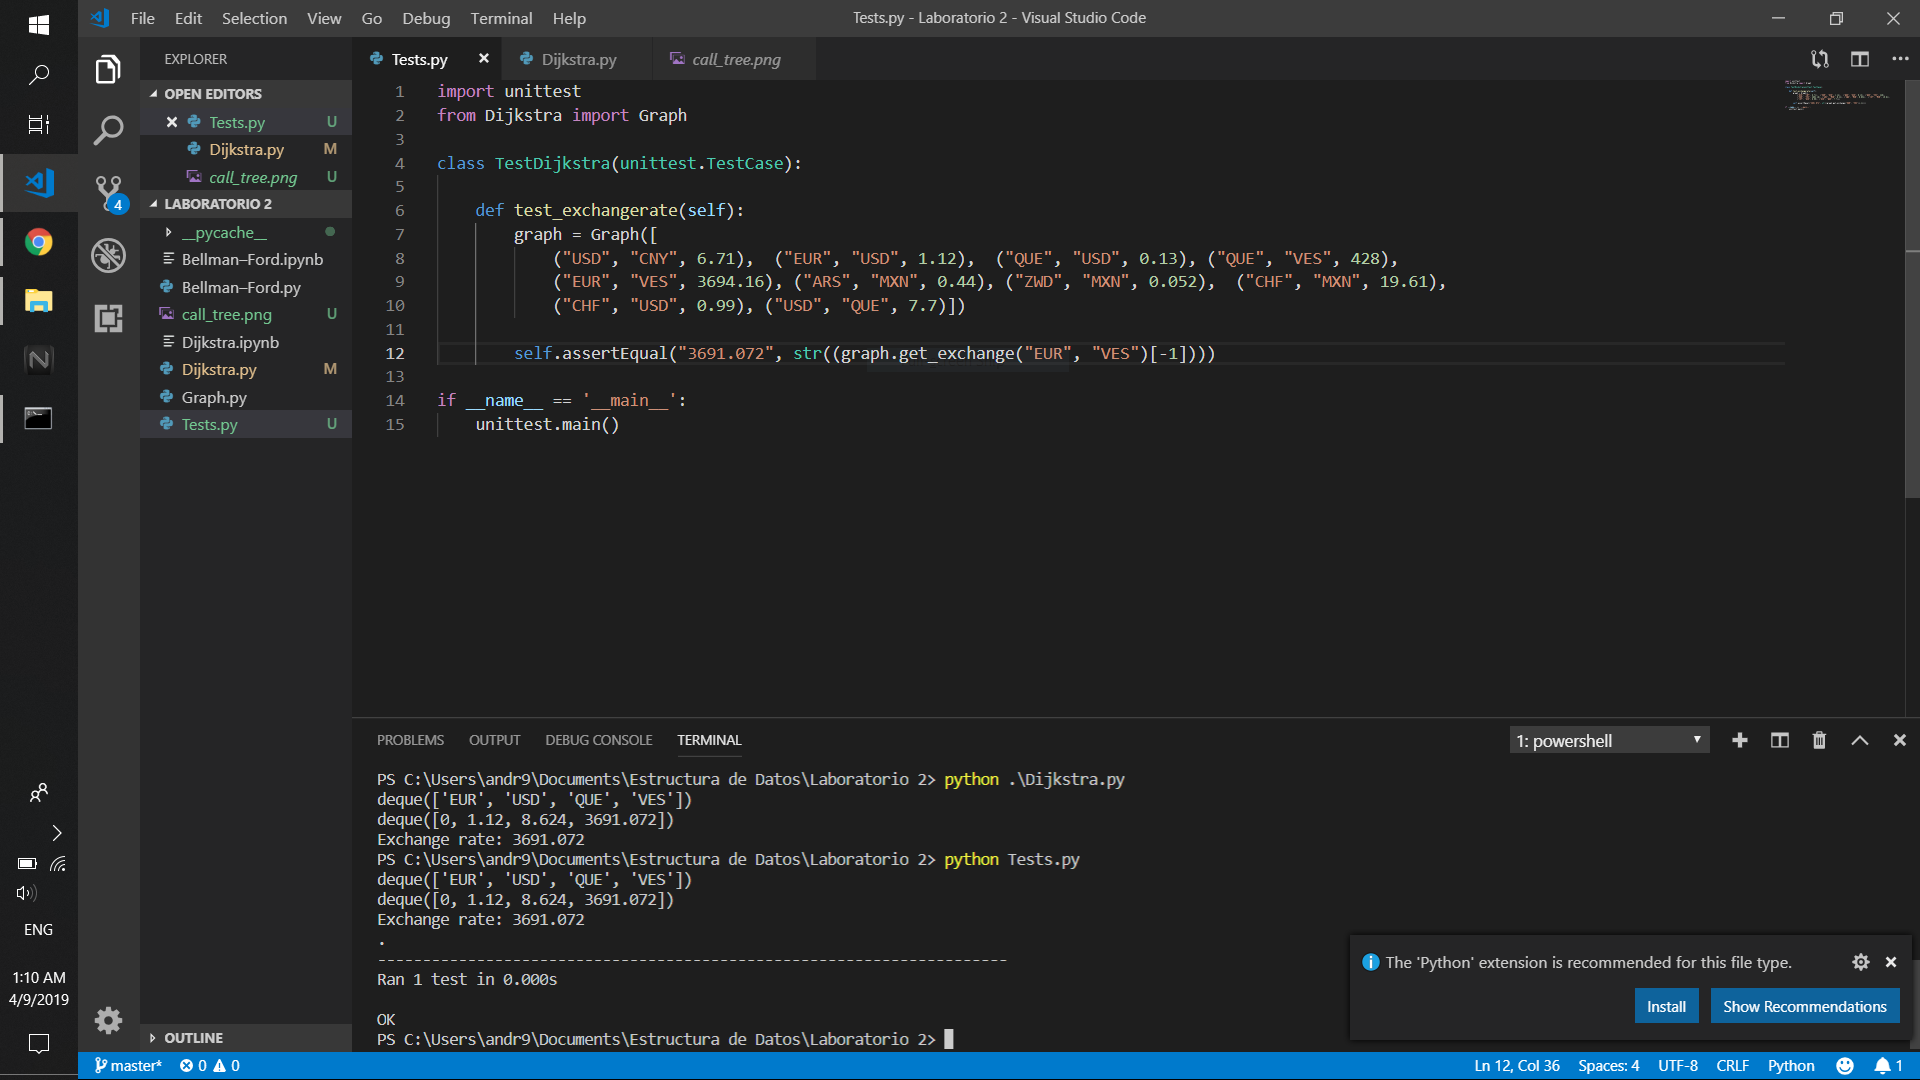 File Edit Selection View Go Debug Terminal Help
Tests.py - Laboratorio 2 - Visual Studio Code
EXPLORER
OPEN EDITORS
Tests.py U
Dijkstra.py M
call_tree.png U
LABORATORIO 2
__pycache__
Bellman–Ford.ipynb
Bellman–Ford.py
call_tree.png U
Dijkstra.ipynb
Dijkstra.py M
Graph.py
Tests.py U
OUTLINE
4
Tests.py Dijkstra.py call_tree.png
1 import unittest
2 from Dijkstra import Graph
3
4 class TestDijkstra(unittest.TestCase):
5
6 def test_exchangerate(self):
7 graph = Graph([
8 ("USD", "CNY", 6.71), ("EUR", "USD", 1.12), ("QUE", "USD", 0.13), ("QUE", "VES", 428),
9 ("EUR", "VES", 3694.16), ("ARS", "MXN", 0.44), ("ZWD", "MXN", 0.052), ("CHF", "MXN", 19.61),
10 ("CHF", "USD", 0.99), ("USD", "QUE", 7.7)])
11
12 self.assertEqual("3691.072", str((graph.get_exchange("EUR", "VES")[-1])))
13
14 if __name__ == '__main__':
15 unittest.main()
PROBLEMS OUTPUT DEBUG CONSOLE TERMINAL
1: powershell
PS C:\Users\andr9\Documents\Estructura de Datos\Laboratorio 2> python .\Dijkstra.py
deque(['EUR', 'USD', 'QUE', 'VES'])
deque([0, 1.12, 8.624, 3691.072])
Exchange rate: 3691.072
PS C:\Users\andr9\Documents\Estructura de Datos\Laboratorio 2> python Tests.py
deque(['EUR', 'USD', 'QUE', 'VES'])
deque([0, 1.12, 8.624, 3691.072])
Exchange rate: 3691.072
.
----------------------------------------------------------------------
Ran 1 test in 0.000s
OK
PS C:\Users\andr9\Documents\Estructura de Datos\Laboratorio 2>
The 'Python' extension is recommended for this file type.
Install Show Recommendations
ENG
1:10 AM
4/9/2019
master* 0 0
Ln 12, Col 36 Spaces: 4 UTF-8 CRLF Python 1